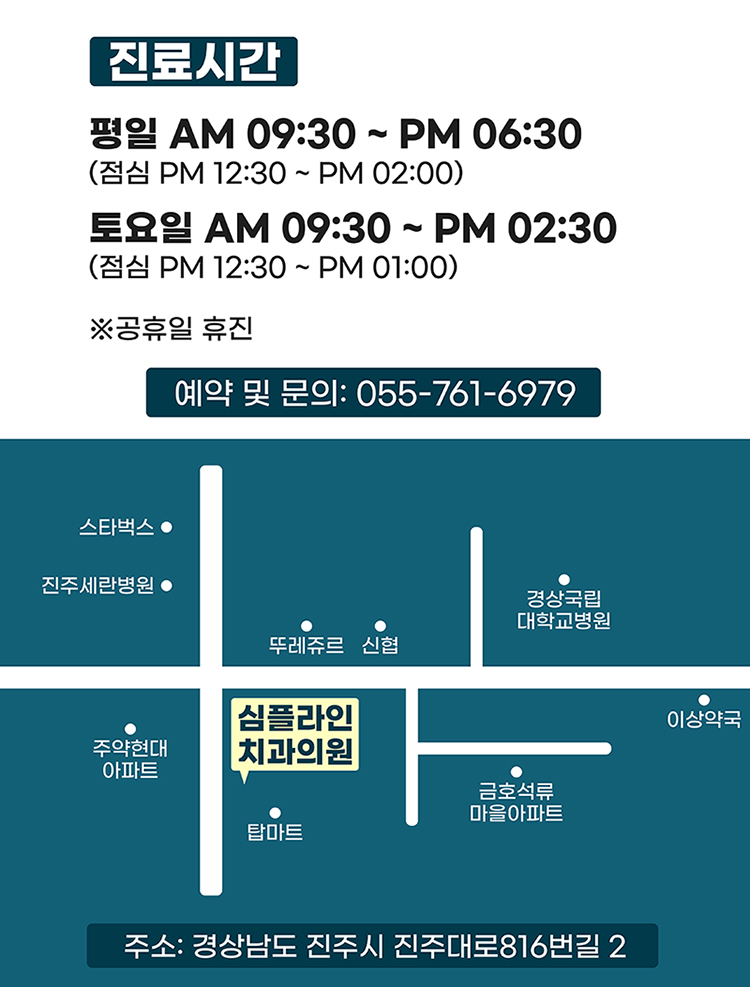 진료시간
평일 AM 09:30 ~ PM 06:30
(점심 PM 12:30 ~ PM 02:00)
토요일 AM 09:30 ~ PM 02:30
(점심 PM 12:30 ~ PM 01:00)
※공휴일 휴진
예약 및 문의: 055-761-6979
스타벅스
진주세란병원
경상국립
대학교병원
뚜레쥬르
신협
이상약국
심플라인
치과의원
주약현대
아파트
금호석류
마을아파트
탑마트
주소: 경상남도 진주시 진주대로816번길 2